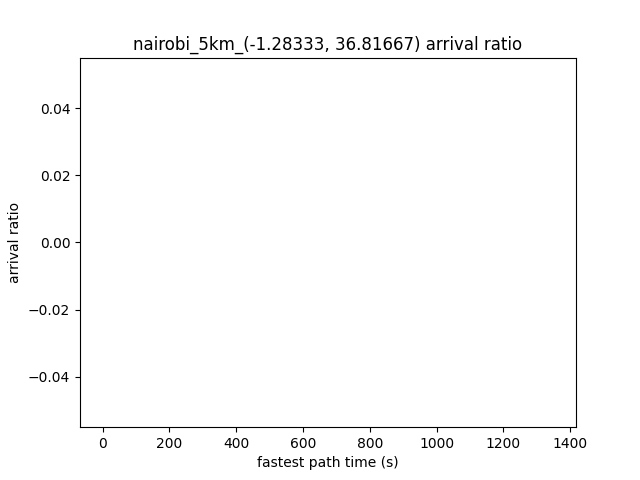 nairobi_5km_(-1.28333, 36.81667) arrival ratio
0.04
0.02
0.00
−0.02
−0.04
arrival ratio
0 200 400 600 800 1000 1200 1400
fastest path time (s)